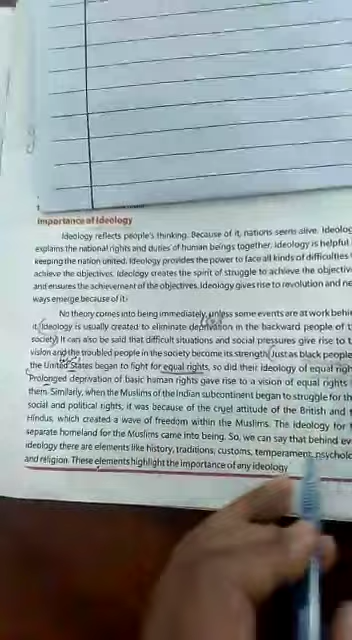 Importance of Ideology
Ideology reflects people's thinking. Because of it, nations seems alive. Ideolog
explains the national rights and duties of human beings together. Ideology is helpful
keeping the nation united. Ideology provides the power to face all kinds of difficulties
achieve the objectives. Ideology creates the spirit of struggle to achieve the objectiv
and ensures the achievement of the objectives. Ideology gives rise to revolution and ne
ways emerge because of it.
No theory comes into being immediately, unless some events are at work behi
it. Ideology is usually created to eliminate deprivation in the backward people of t
society. It can also be said that difficult situations and social pressures give rise to t
vision and the troubled people in the society become its strength. Just as black people
the United States began to fight for equal rights, so did their ideology of equal righ
Prolonged deprivation of basic human rights gave rise to a vision of equal rights
them. Similarly, when the Muslims of the Indian subcontinent began to struggle for th
social and political rights, it was because of the cruel attitude of the British and
Hindus, which created a wave of freedom within the Muslims. The ideology for
separate homeland for the Muslims came into being. So, we can say that behind ev
ideology there are elements like history, traditions, customs, temperament, psycholo
and religion. These elements highlight the importance of any ideology